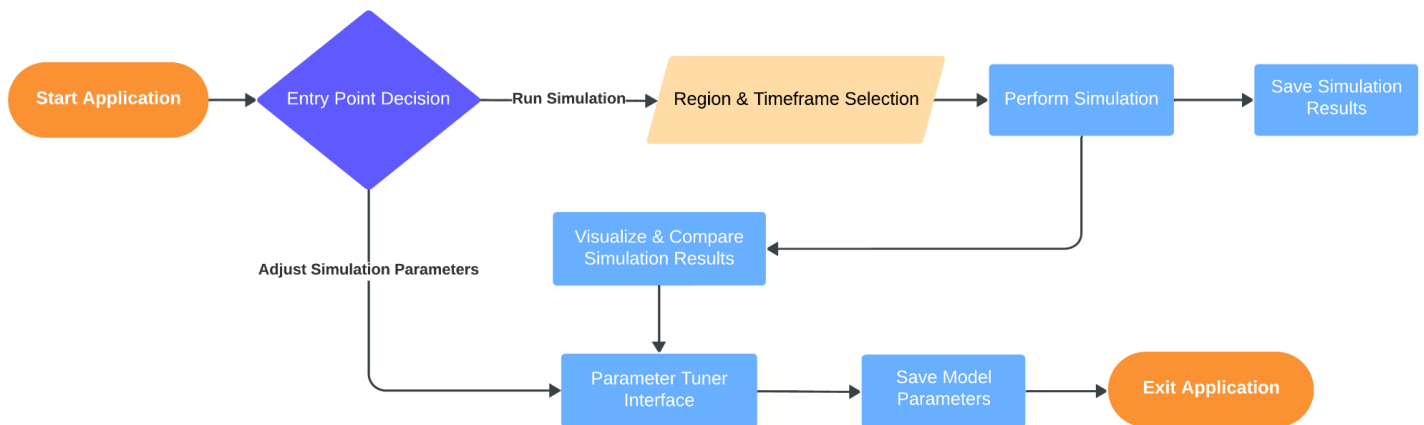 Start Application
Entry Point Decision
Run Simulation
Region & Timeframe Selection
Perform Simulation
Save Simulation
Results
Visualize & Compare
Simulation Results
Adjust Simulation Parameters
Parameter Tuner
Interface
Save Model
Parameters
Exit Application